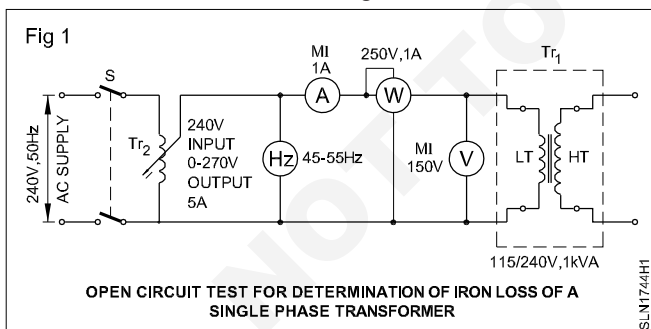 Fig 1
S
240V,50Hz
AC SUPPLY
Tr2
240V
INPUT
0-270V
OUTPUT
5A
Hz
45-55Hz
MI
1A
A
250V,1A
W
MI
150V
V
Tr1
LT
HT
115/240V,1kVA
OPEN CIRCUIT TEST FOR DETERMINATION OF IRON LOSS OF A
SINGLE PHASE TRANSFORMER
SLN1744H1
NOT TO